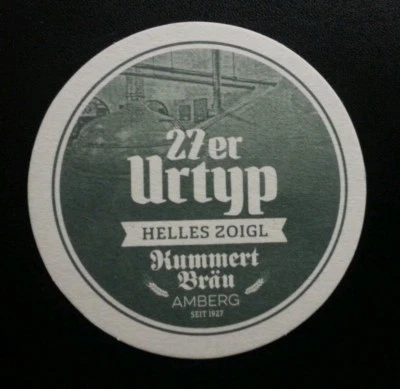 27er
Urtyp
HELLES ZOIGL
Kummert
Bräu
AMBERG
SEIT 1927